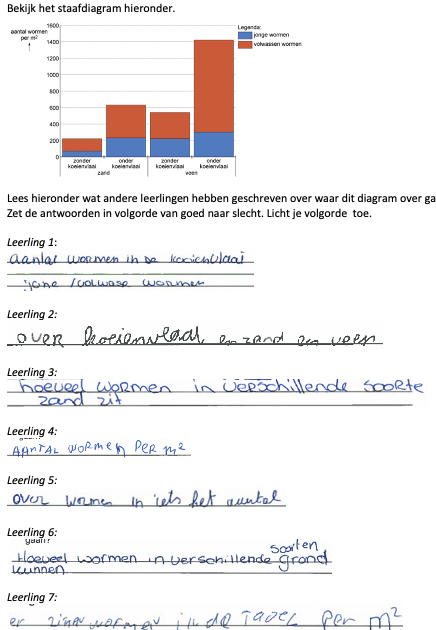 Bekijk het staafdiagram hieronder.
aantal wormen
per m²
1600
1400
1200
1000
800
600
400
200
0
Legenda:
jonge wormen
volwassen wormen
zonder koeienvlaai
onder koeienvlaai
zonder koeienvlaai
onder koeienvlaai
zand
veen
Lees hieronder wat andere leerlingen hebben geschreven over waar dit diagram over ga
Zet de antwoorden in volgorde van goed naar slecht. Licht je volgorde toe.
Leerling 1:
aantal wormen in de koeienvlaai
jone /volwase wormen
Leerling 2:
over koeienvlaai, en zand en veen
Leerling 3:
hoeveel wormen in verschillende soorte
zand zit
Leerling 4:
AANTAL WORMEN PER M²
Leerling 5:
over wormen in iets het aantal
Leerling 6:
gaan?
Hoeveel wormen in verschillende soorten grond
kunnen
Leerling 7:
er zijn wormen in de TABEL Per m²